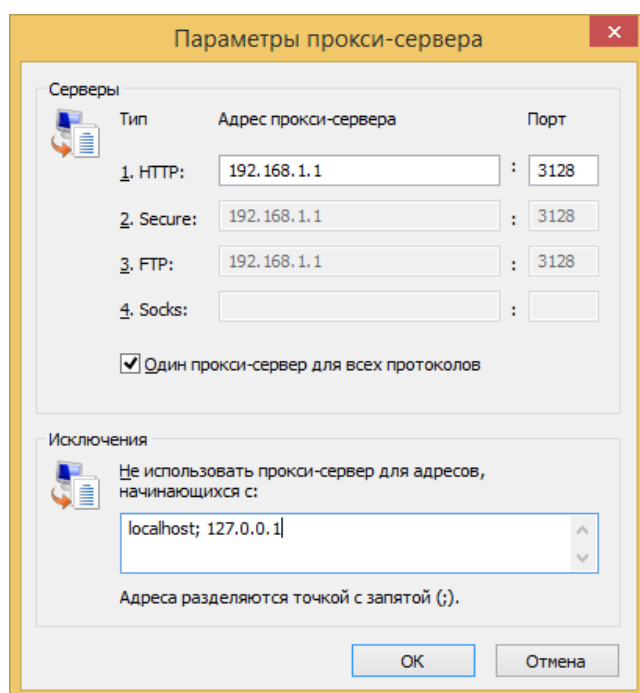 Параметры прокси-сервера
Серверы
Тип Адрес прокси-сервера Порт
1. HTTP: 192.168.1.1 : 3128
2. Secure: 192.168.1.1 : 3128
3. FTP: 192.168.1.1 : 3128
4. Socks: :
Один прокси-сервер для всех протоколов
Исключения
Не использовать прокси-сервер для адресов,
начинающихся с:
localhost; 127.0.0.1
Адреса разделяются точкой с запятой (;).
ОК Отмена